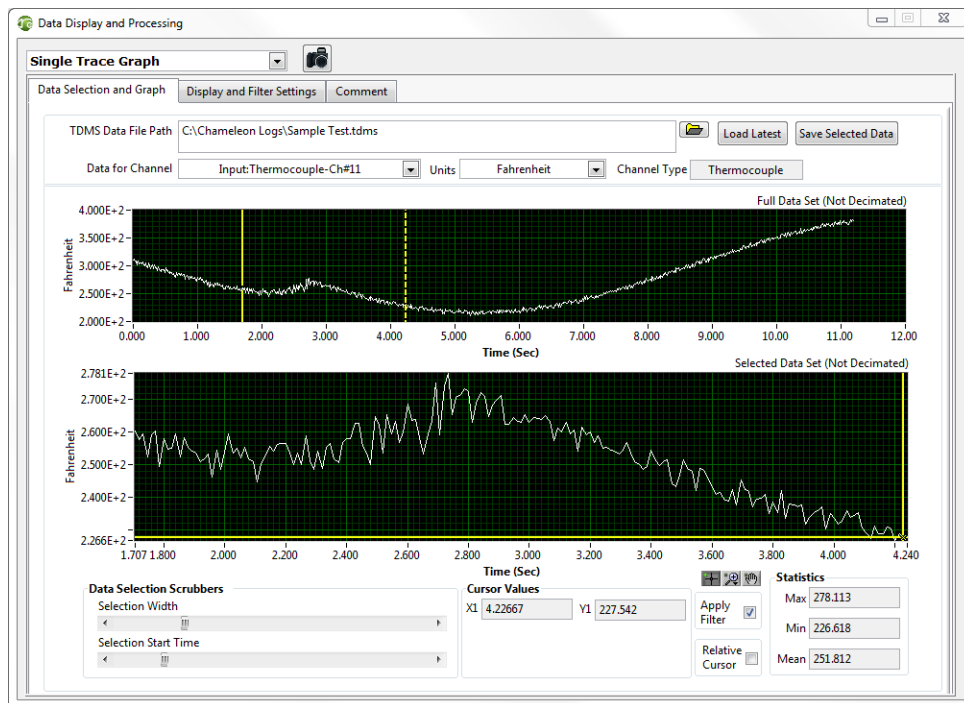 Data Display and Processing
Single Trace Graph
Data Selection and Graph Display and Filter Settings Comment
TDMS Data File Path C:\Chameleon Logs\Sample Test.tdms Load Latest Save Selected Data
Data for Channel Input:Thermocouple-Ch#11 Units Fahrenheit Channel Type Thermocouple
Full Data Set (Not Decimated)
4.000E+2
3.500E+2
3.000E+2
2.500E+2
2.000E+2
Fahrenheit
0.000 1.000 2.000 3.000 4.000 5.000 6.000 7.000 8.000 9.000 10.00 11.00 12.00
Time (Sec)
Selected Data Set (Not Decimated)
2.781E+2
2.700E+2
2.600E+2
2.500E+2
2.400E+2
2.266E+2
Fahrenheit
1.707 1.800 2.000 2.200 2.400 2.600 2.800 3.000 3.200 3.400 3.600 3.800 4.000 4.240
Time (Sec)
Data Selection Scrubbers
Selection Width
Selection Start Time
Cursor Values
X1 4.22667 Y1 227.542
Apply
Filter
Relative
Cursor
Statistics
Max 278.113
Min 226.618
Mean 251.812